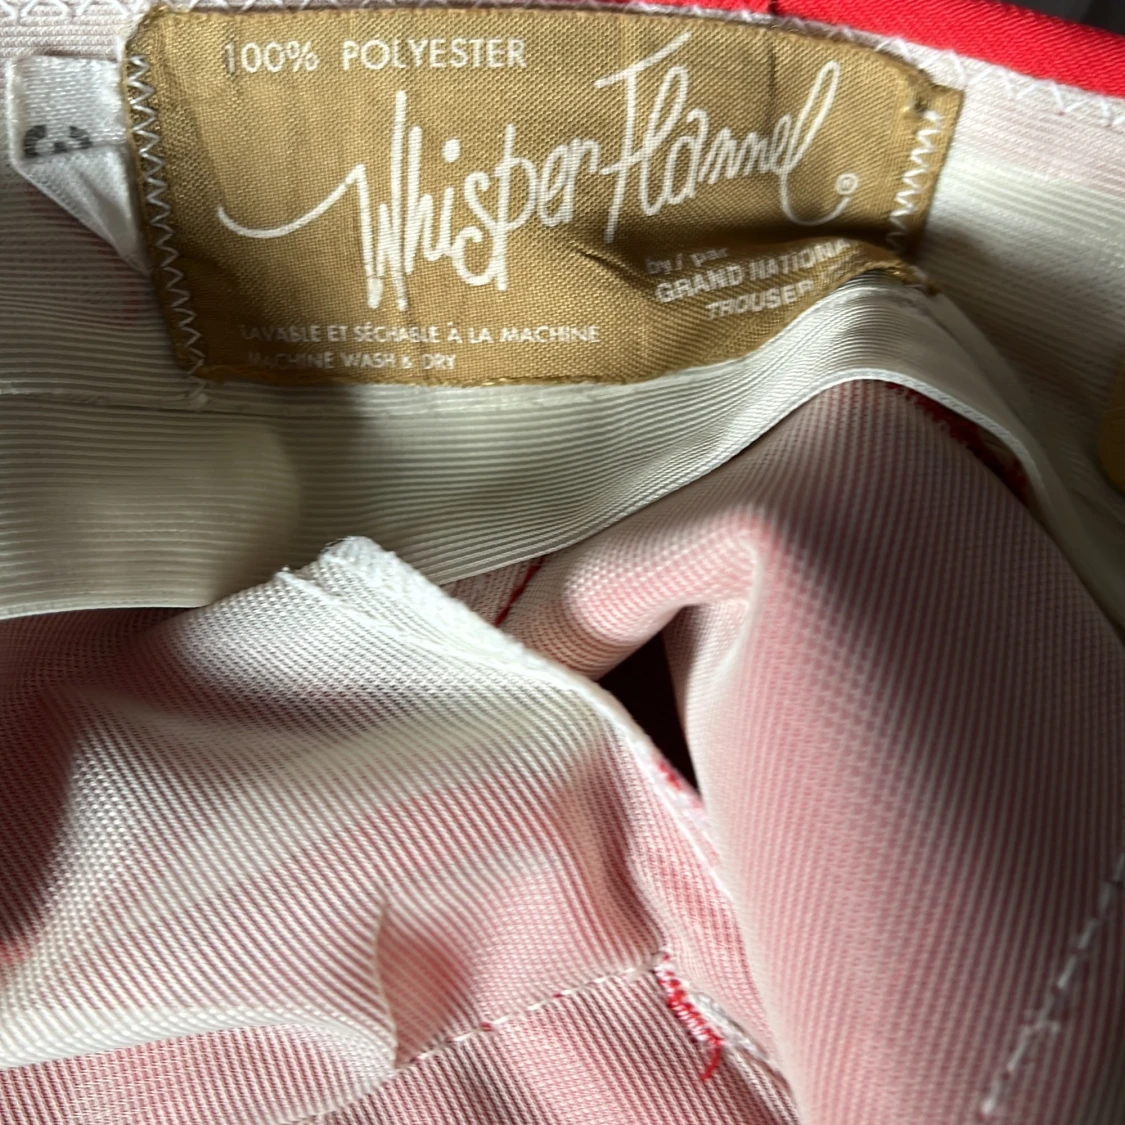 100% POLYESTER
Whisper Flannel ®
by / par
GRAND NATIONAL
TROUSER
LAVABLE ET SÉCHABLE À LA MACHINE
MACHINE WASH & DRY